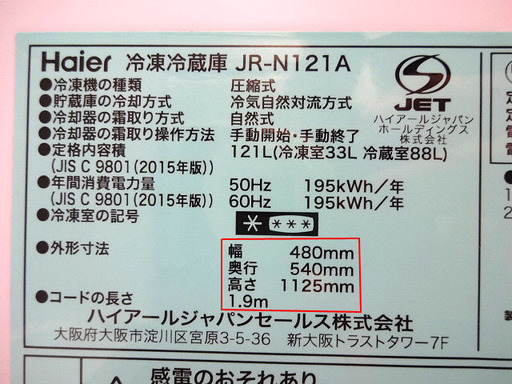 Haier 冷凍冷蔵庫 JR-N121A
●冷凍機の種類 圧縮式
●貯蔵庫の冷却方式 冷気自然対流方式
●冷却器の霜取り方式 自然式
●冷却器の霜取り操作方法 手動開始・手動終了
●定格内容積 121L(冷凍室33L 冷蔵室88L)
(JIS C 9801(2015年版))
●年間消費電力量 50Hz 195kWh/年
(JIS C 9801(2015年版)) 60Hz 195kWh/年
●冷凍室の記号
●外形寸法 幅 480mm
奥行 540mm
高さ 1125mm
●コードの長さ 1.9m
ハイアールジャパンセールス株式会社
大阪府大阪市淀川区宮原3-5-36 新大阪トラストタワー7F
JET
ハイアールジャパン
ホールディングス
株式会社
感電のおそれあり